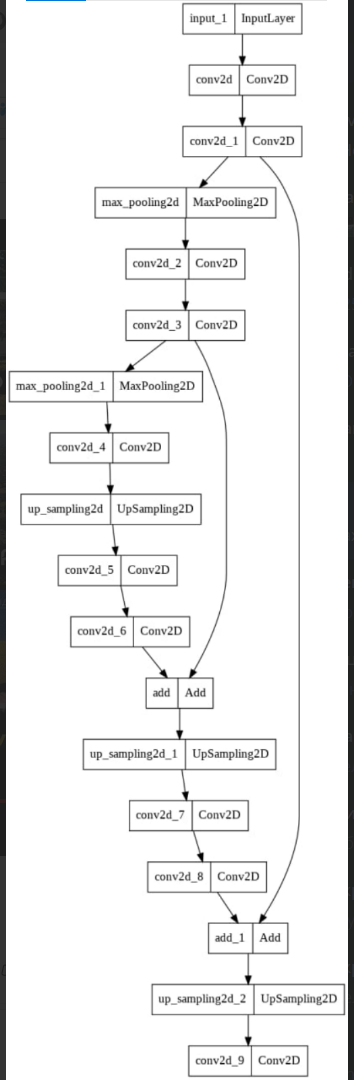 input_1 InputLayer
conv2d Conv2D
conv2d_1 Conv2D
max_pooling2d MaxPooling2D
conv2d_2 Conv2D
conv2d_3 Conv2D
max_pooling2d_1 MaxPooling2D
conv2d_4 Conv2D
up_sampling2d UpSampling2D
conv2d_5 Conv2D
conv2d_6 Conv2D
add Add
up_sampling2d_1 UpSampling2D
conv2d_7 Conv2D
conv2d_8 Conv2D
add_1 Add
up_sampling2d_2 UpSampling2D
conv2d_9 Conv2D